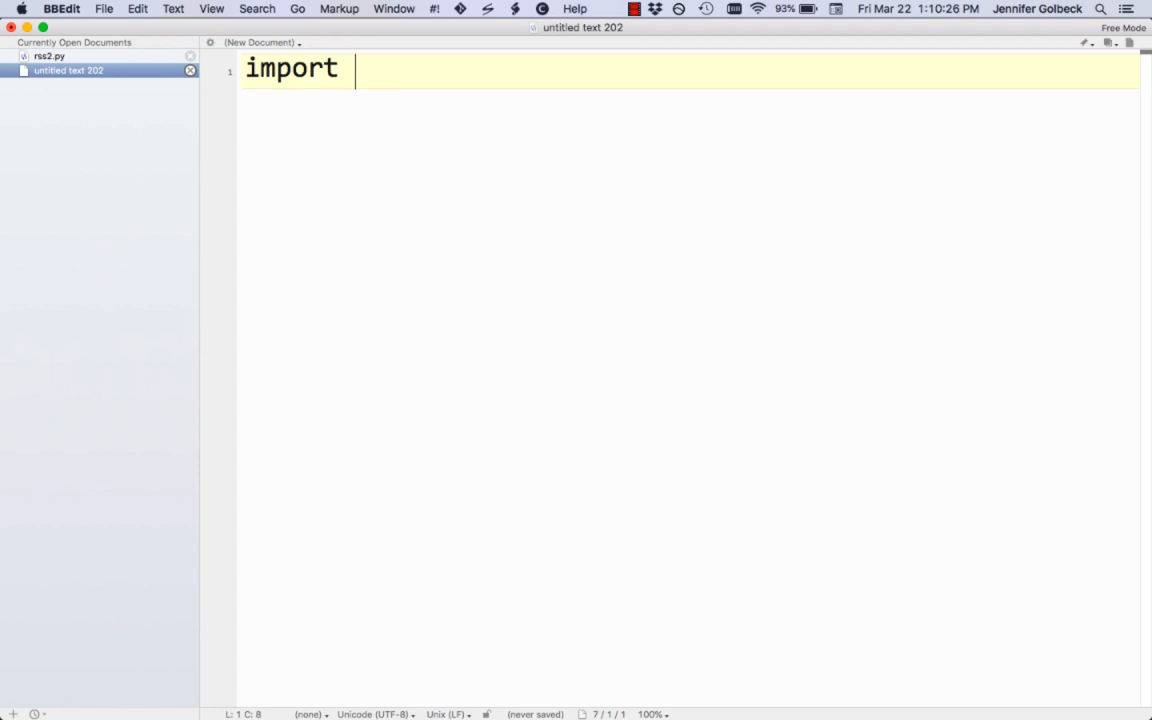 BBEdit File Edit Text View Search Go Markup Window #! Help 93% Fri Mar 22 1:10:26 PM Jennifer Golbeck
untitled text 202
Free Mode
Currently Open Documents
(New Document)
rss2.py
untitled text 202
1 import
L: 1 C: 8 (none) Unicode (UTF-8) Unix (LF) (never saved) 7 / 1 / 1 100%